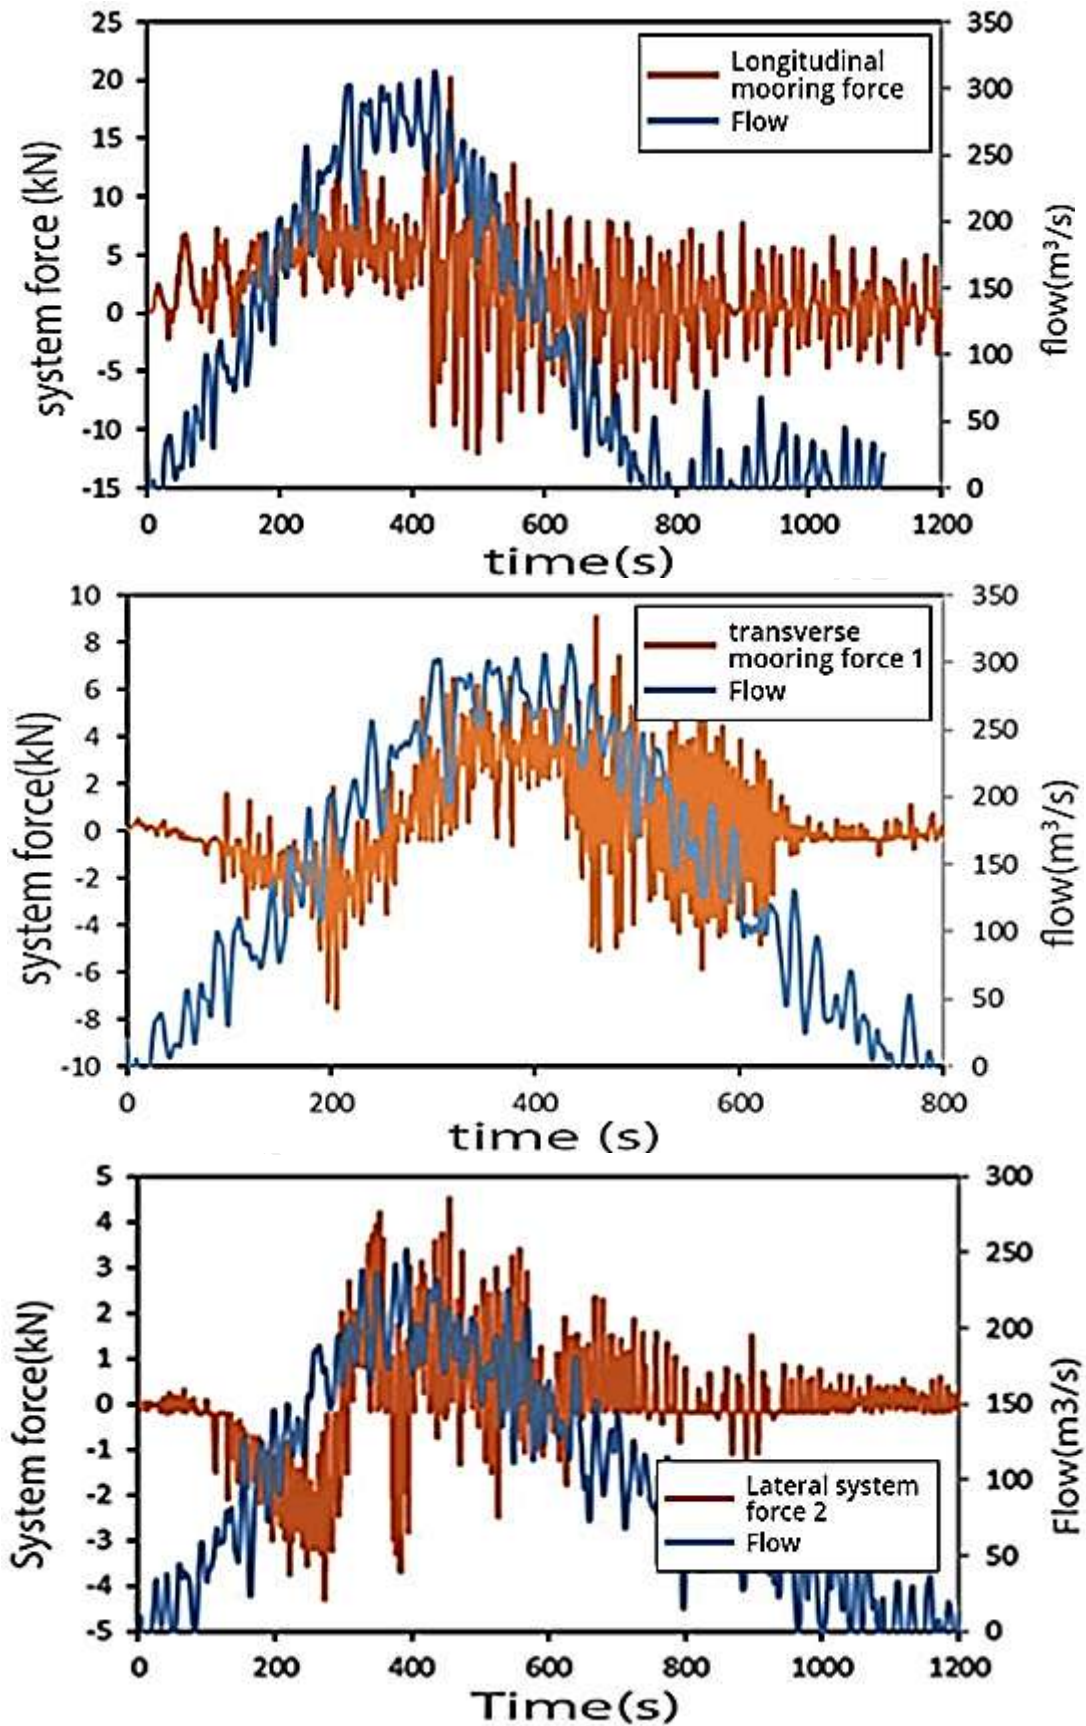 25
20
15
10
5
0
-5
-10
-15
system force (kN)
350
300
250
200
150
100
50
0
flow(m³/s)
Longitudinal
mooring force
Flow
0 200 400 600 800 1000 1200
time(s)
10
8
6
4
2
0
-2
-4
-6
-8
-10
system force(kN)
350
300
250
200
150
100
50
0
flow(m³/s)
transverse
mooring force 1
Flow
0 200 400 600 800
time (s)
5
4
3
2
1
0
-1
-2
-3
-4
-5
System force(kN)
300
250
200
150
100
50
0
Flow(m3/s)
Lateral system
force 2
Flow
0 200 400 600 800 1000 1200
Time(s)